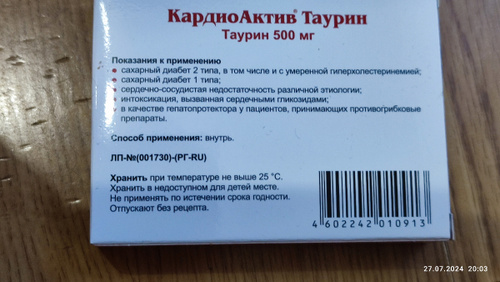 КардиоАктив® Таурин
Таурин 500 мг
Показания к применению
• сахарный диабет 2 типа, в том числе и с умеренной гиперхолестеринемией;
• сахарный диабет 1 типа;
• сердечно-сосудистая недостаточность различной этиологии;
• интоксикация, вызванная сердечными гликозидами;
• в качестве гепатопротектора у пациентов, принимающих противогрибковые
препараты.
Способ применения: внутрь.
ЛП-№(001730)-(РГ-RU)
Хранить при температуре не выше 25 °С.
Хранить в недоступном для детей месте.
Не применять по истечении срока годности.
Отпускают без рецепта.
4 602242 010913
27.07.2024 20:03